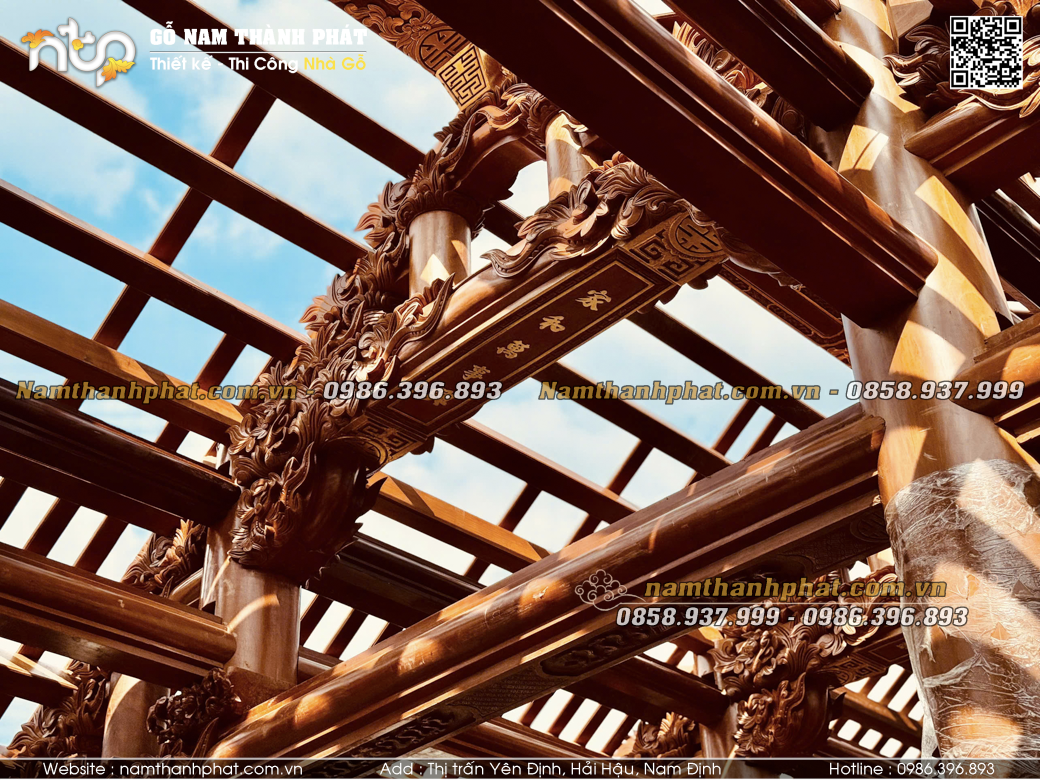 ntp
GỖ NAM THÀNH PHÁT
Thiết kế - Thi Công Nhà Gỗ
家和萬事
Namthanhphat.com.vn - 0986.396.893
Namthanhphat.com.vn - 0858.937.999
namthanhphat.com.vn
0858.937.999 - 0986.396.893
Website : namthanhphat.com.vn
Add : Thị trấn Yên Định, Hải Hậu, Nam Định
Hotline : 0986.396.893